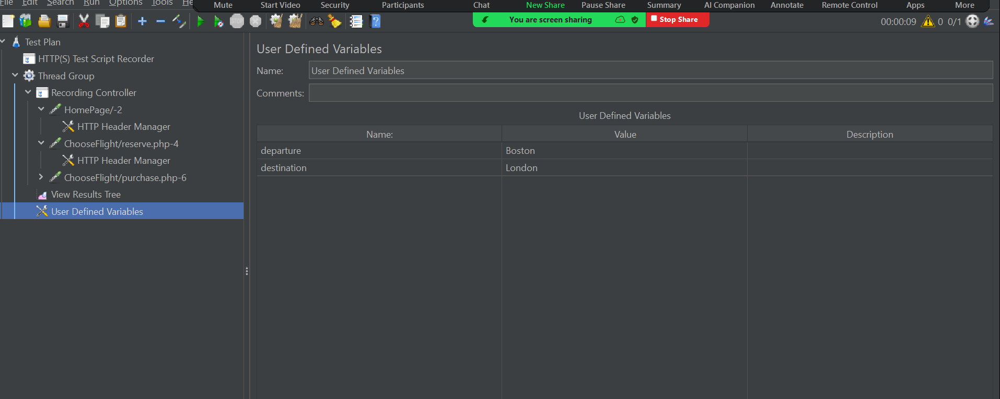 File Edit Search Run Options Tools He
Mute Start Video Security Participants Chat New Share Pause Share Summary AI Companion Annotate Remote Control Apps More
STOP You are screen sharing Stop Share 00:00:09 0 0/1
Test Plan
HTTP(S) Test Script Recorder
Thread Group
Recording Controller
HomePage/-2
HTTP Header Manager
ChooseFlight/reserve.php-4
HTTP Header Manager
ChooseFlight/purchase.php-6
View Results Tree
User Defined Variables
User Defined Variables
Name: User Defined Variables
Comments:
User Defined Variables
Name: Value Description
departure Boston
destination London